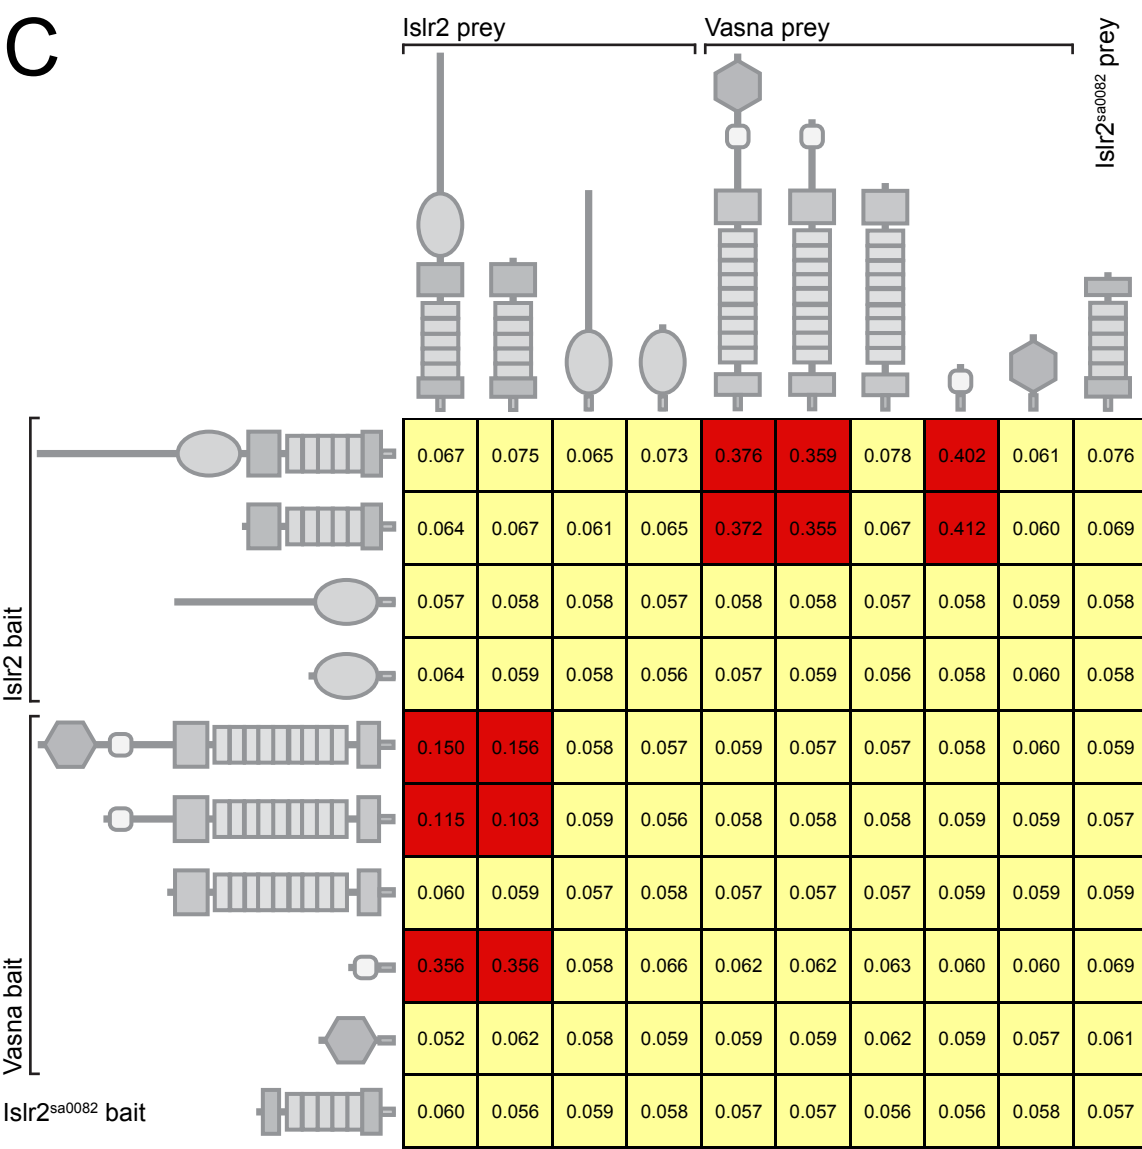 C
Islr2 prey
Vasna prey
Islr2sa0082 prey
Islr2 bait
0.067 0.075 0.065 0.073 0.376 0.359 0.078 0.402 0.061 0.076
0.064 0.067 0.061 0.065 0.372 0.355 0.067 0.412 0.060 0.069
0.057 0.058 0.058 0.057 0.058 0.058 0.057 0.058 0.059 0.058
0.064 0.059 0.058 0.056 0.057 0.059 0.056 0.058 0.060 0.058
Vasna bait
0.150 0.156 0.058 0.057 0.059 0.057 0.057 0.058 0.060 0.059
0.115 0.103 0.059 0.056 0.058 0.058 0.058 0.059 0.059 0.057
0.060 0.059 0.057 0.058 0.057 0.057 0.057 0.059 0.059 0.059
0.356 0.356 0.058 0.066 0.062 0.062 0.063 0.060 0.060 0.069
0.052 0.062 0.058 0.059 0.059 0.059 0.062 0.059 0.057 0.061
Islr2sa0082 bait
0.060 0.056 0.059 0.058 0.057 0.057 0.056 0.056 0.058 0.057